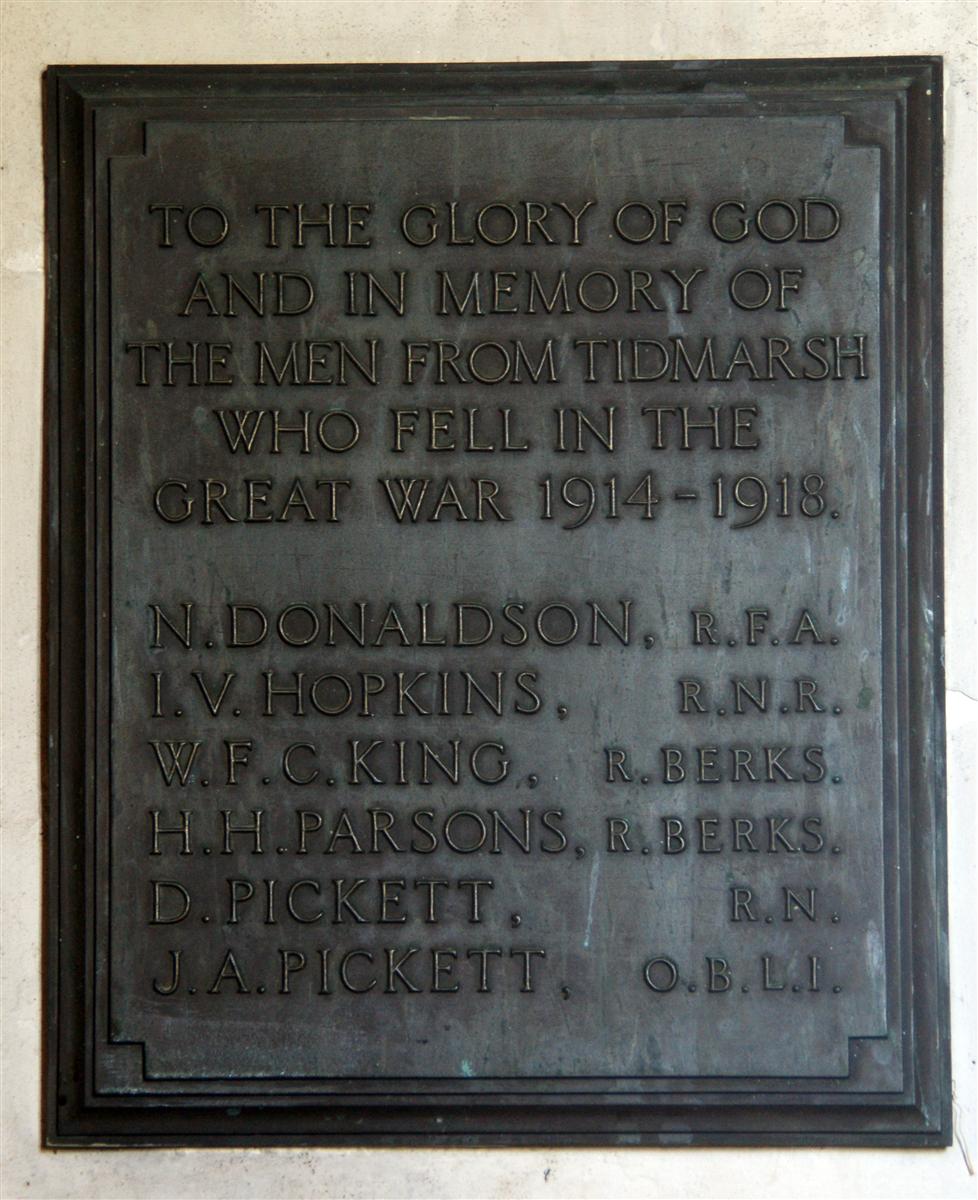 TO THE GLORY OF GOD
AND IN MEMORY OF
THE MEN FROM TIDMARSH
WHO FELL IN THE
GREAT WAR 1914-1918.
N. DONALDSON, R.F.A.
I.V. HOPKINS, R.N.R.
W.F.C. KING, R. BERKS.
H.H. PARSONS, R. BERKS.
D. PICKETT, R.N.
J.A. PICKETT, O.B.L.I.